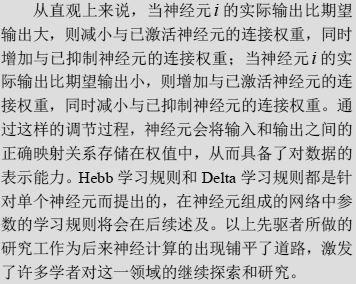 从直观上来说，当神经元 i 的实际输出比期望
输出大，则减小与已激活神经元的连接权重，同时
增加与已抑制神经元的连接权重；当神经元 i 的实
际输出比期望输出小，则增加与已激活神经元的连
接权重，同时减小与已抑制神经元的连接权重。通
过这样的调节过程，神经元会将输入和输出之间的
正确映射关系存储在权值中，从而具备了对数据的
表示能力。Hebb 学习规则和 Delta 学习规则都是针
对单个神经元而提出的，在神经元组成的网络中参
数的学习规则将会在后续述及。以上先驱者所做的
研究工作为后来神经计算的出现铺平了道路，激发
了许多学者对这一领域的继续探索和研究。